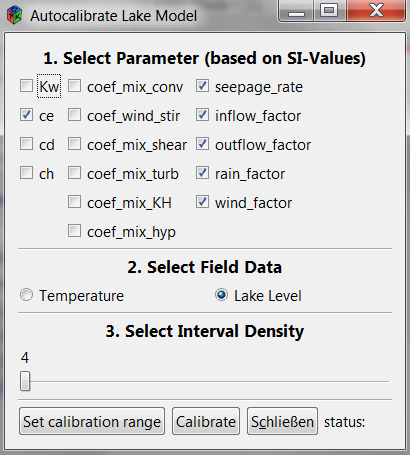 Autocalibrate Lake Model
1. Select Parameter (based on SI-Values)
Kw coef_mix_conv seepage_rate
ce coef_wind_stir inflow_factor
cd coef_mix_shear outflow_factor
ch coef_mix_turb rain_factor
coef_mix_KH wind_factor
coef_mix_hyp
2. Select Field Data
Temperature Lake Level
3. Select Interval Density
4
Set calibration range Calibrate Schließen status: